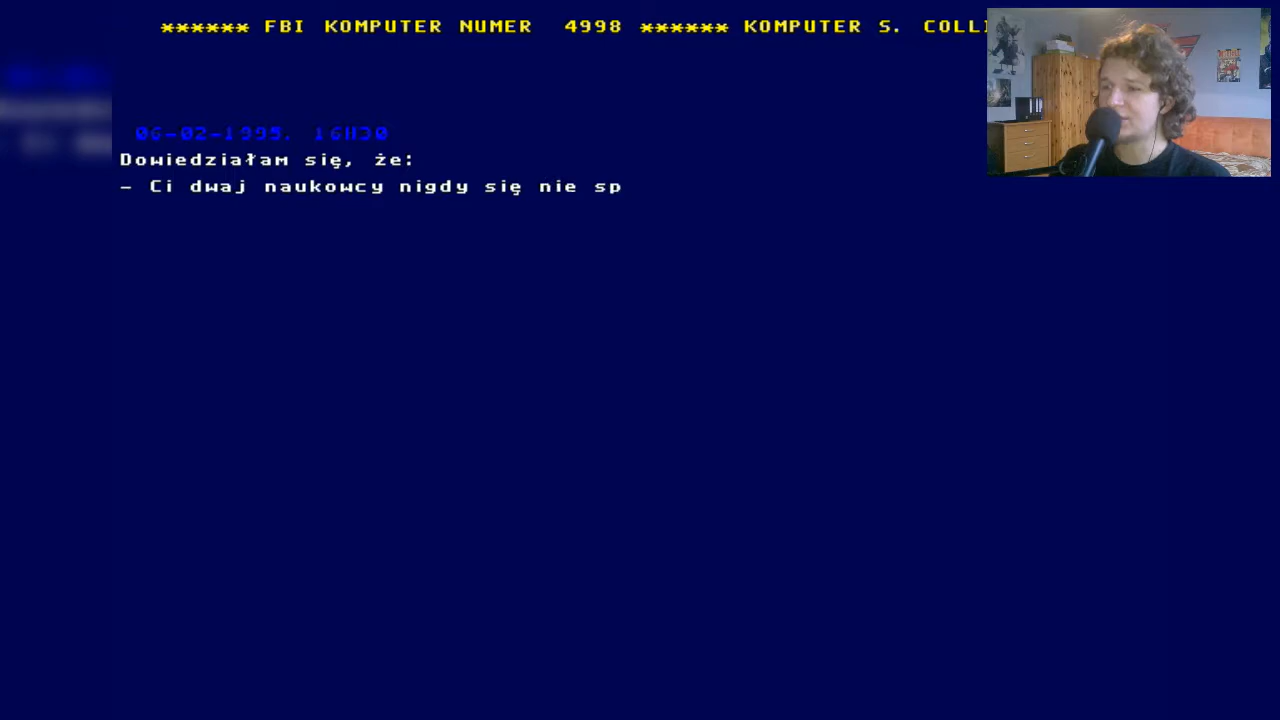 ****** FBI KOMPUTER NUMER 4998 ****** KOMPUTER S. COLLI
06-02-1995. 16H30
Dowiedziałam się, że:
- Ci dwaj naukowcy nigdy się nie sp